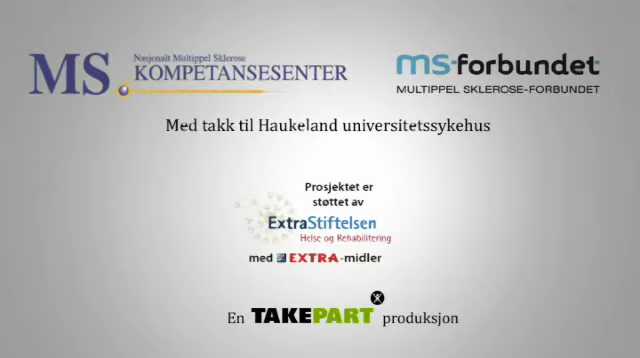 MS. Nasjonalt Multippel Sklerose
KOMPETANSESENTER
ms-forbundet
MULTIPPEL SKLEROSE-FORBUNDET
Med takk til Haukeland universitetssykehus
Prosjektet er
støttet av
ExtraStiftelsen
Helse og Rehabilitering
med EXTRA-midler
En TAKEPART produksjon